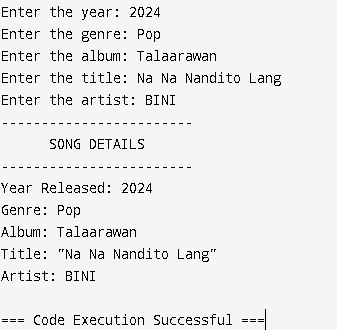 Enter the year: 2024
Enter the genre: Pop
Enter the album: Talaarawan
Enter the title: Na Na Nandito Lang
Enter the artist: BINI
------------------------
SONG DETAILS
------------------------
Year Released: 2024
Genre: Pop
Album: Talaarawan
Title: "Na Na Nandito Lang"
Artist: BINI
=== Code Execution Successful ===